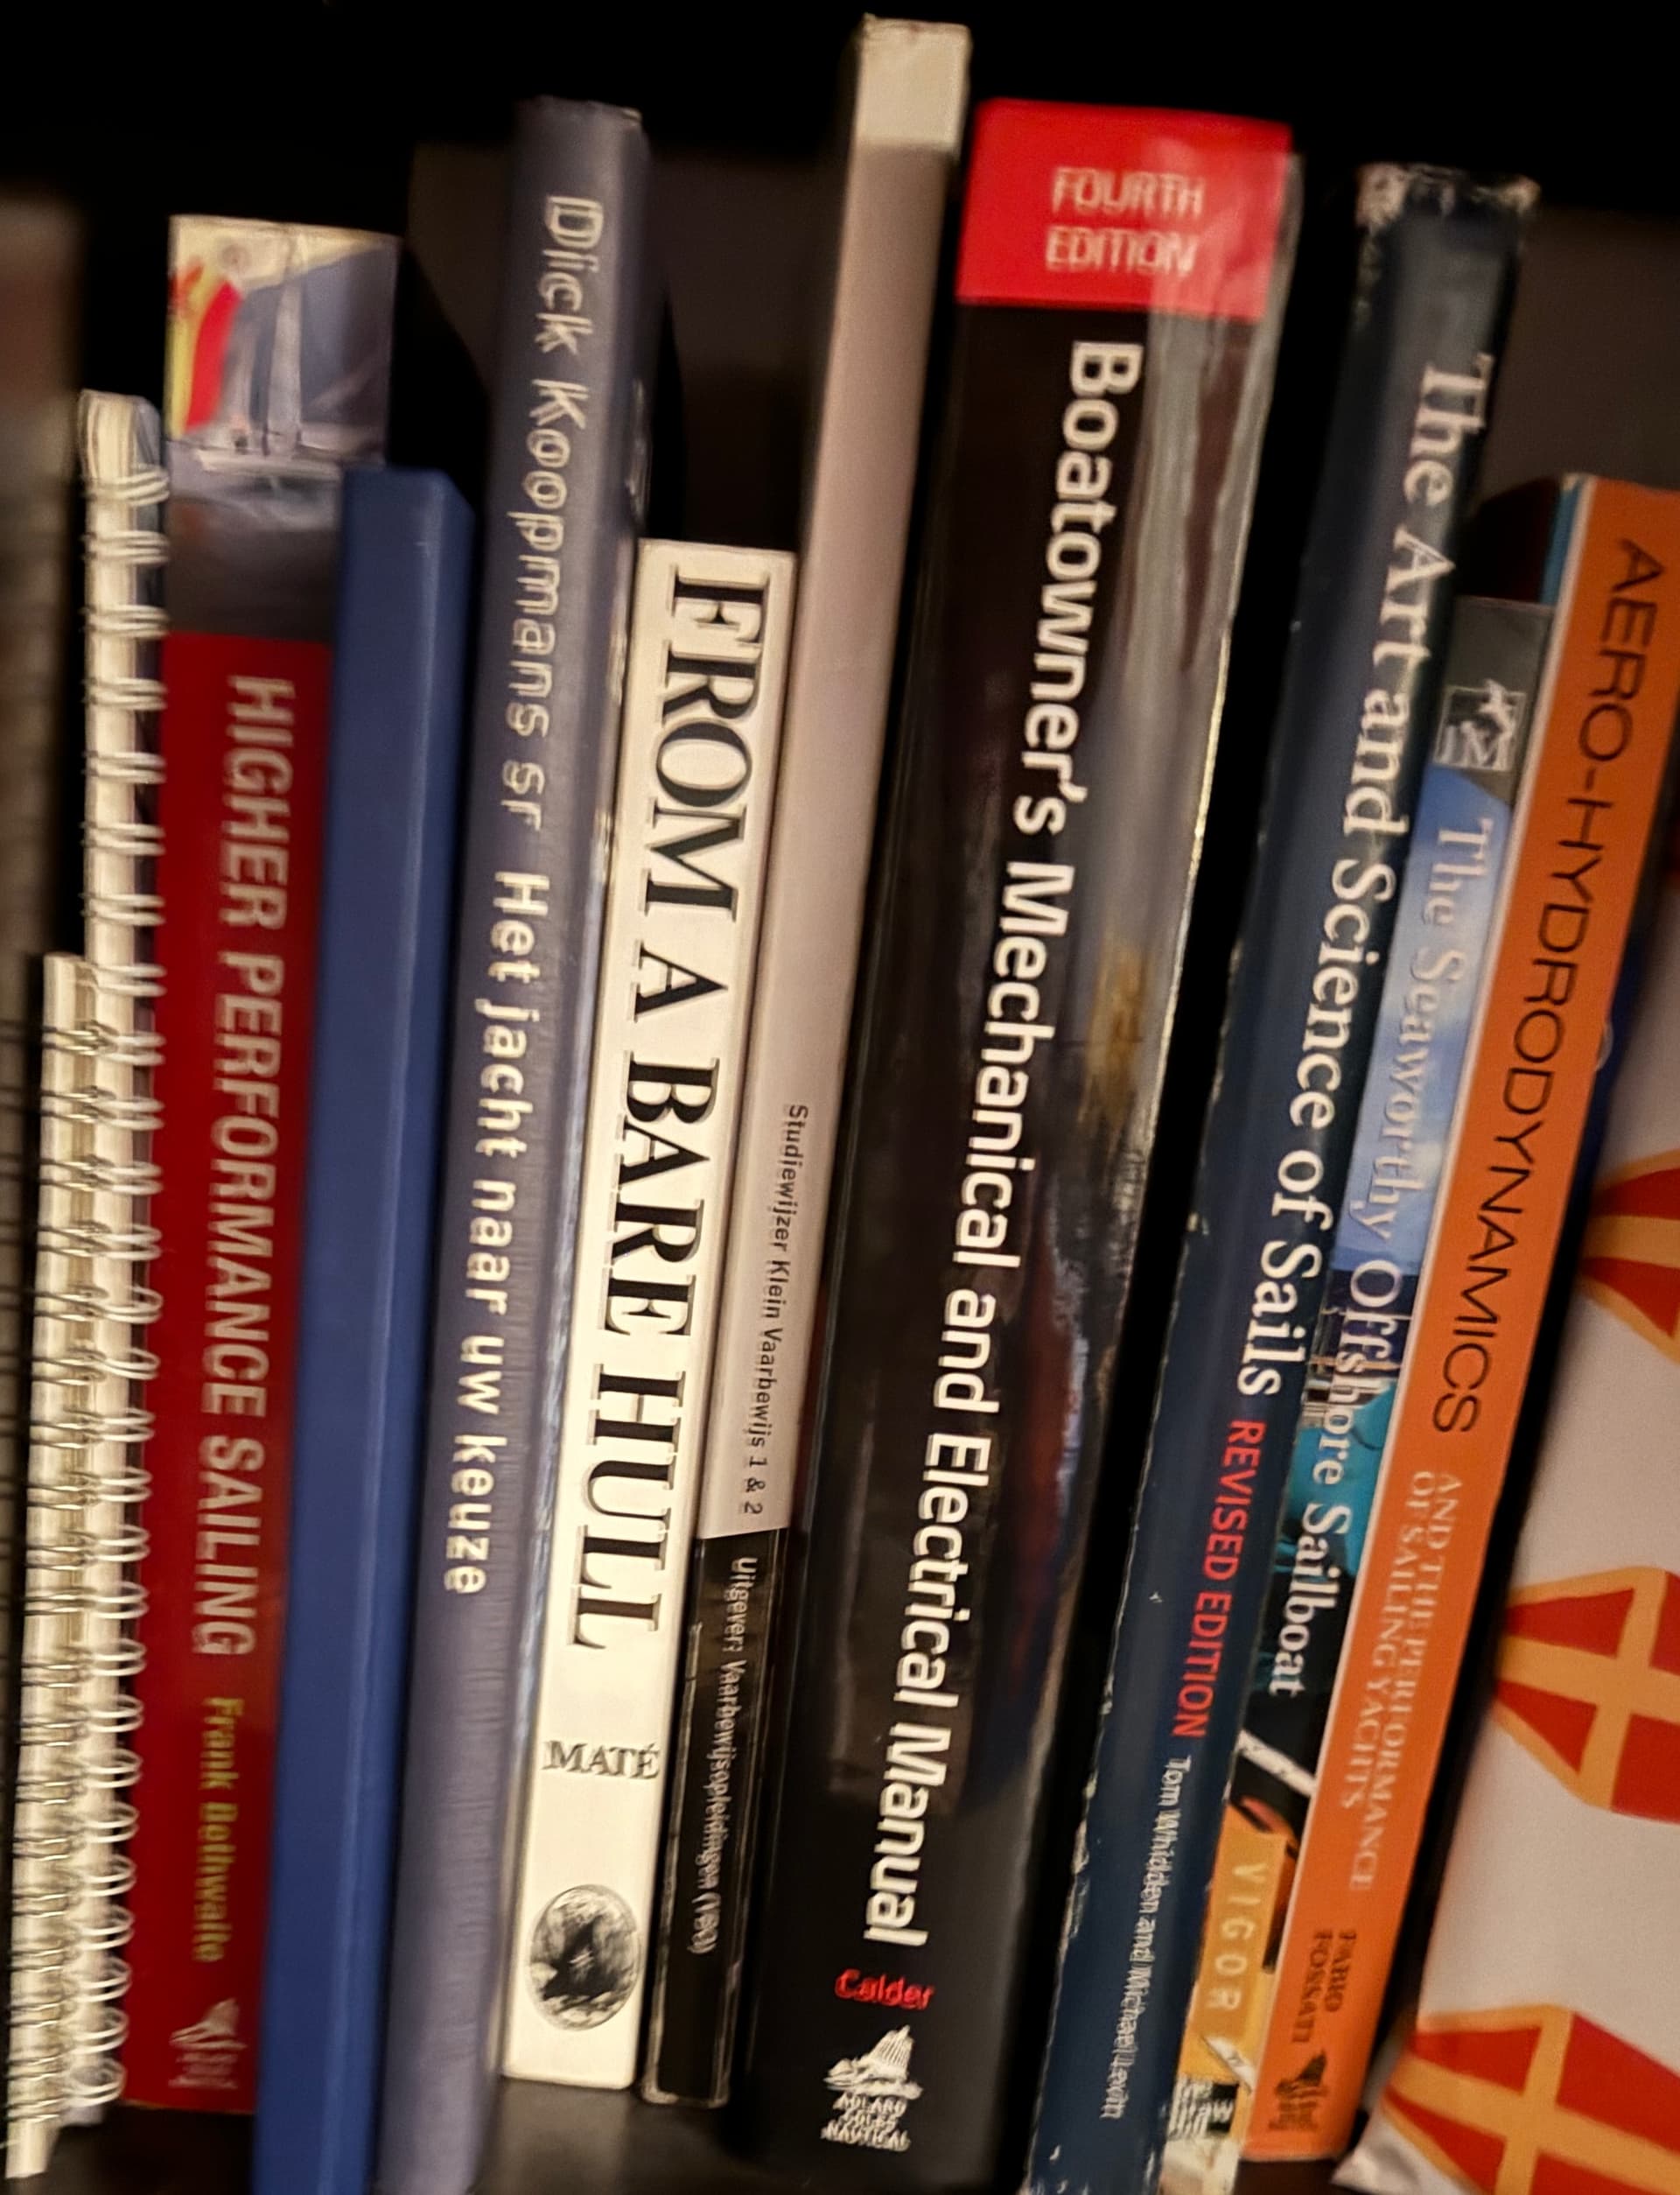 HIGHER PERFORMANCE SAILING
Frank Bethwaite
Dick Koopmans sr Het jacht naar uw keuze
FROM A BARE HULL
MATÉ
Studiewijzer Klein Vaarbewijs 1 & 2
Uitgever: Vaarbewijsopleidingen
FOURTH
EDITION
Boatowner's Mechanical and Electrical Manual
Calder
ADLARD
COLES
NAUTICAL
The Art and Science of Sails REVISED EDITION
Tom Whidden and Michael Levitt
The Seaworthy Offshore Sailboat
VIGOR
AERO-HYDRODYNAMICS
AND THE PERFORMANCE
OF SAILING YACHTS
FABIO
FOSSATI